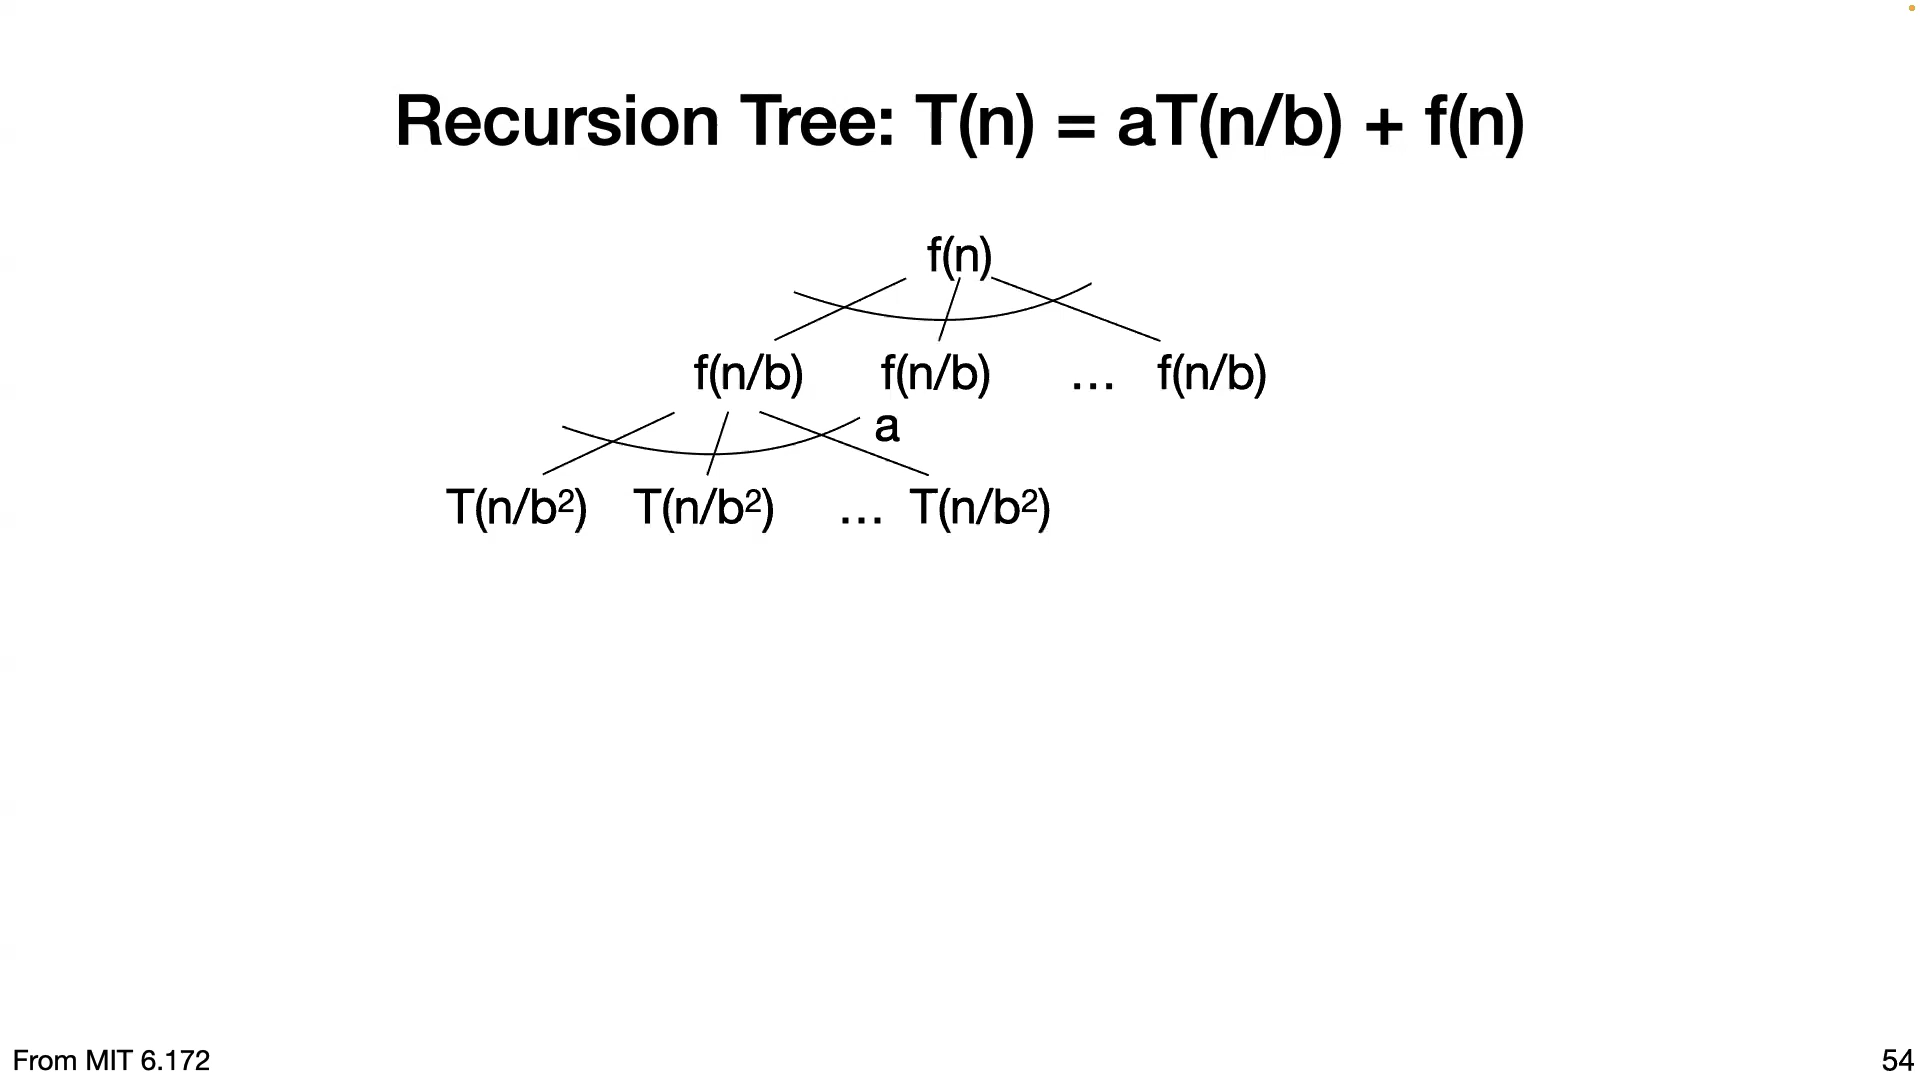 Recursion Tree: T(n) = aT(n/b) + f(n)
f(n)
f(n/b) f(n/b) … f(n/b)
a
T(n/b²) T(n/b²) … T(n/b²)
From MIT 6.172
54